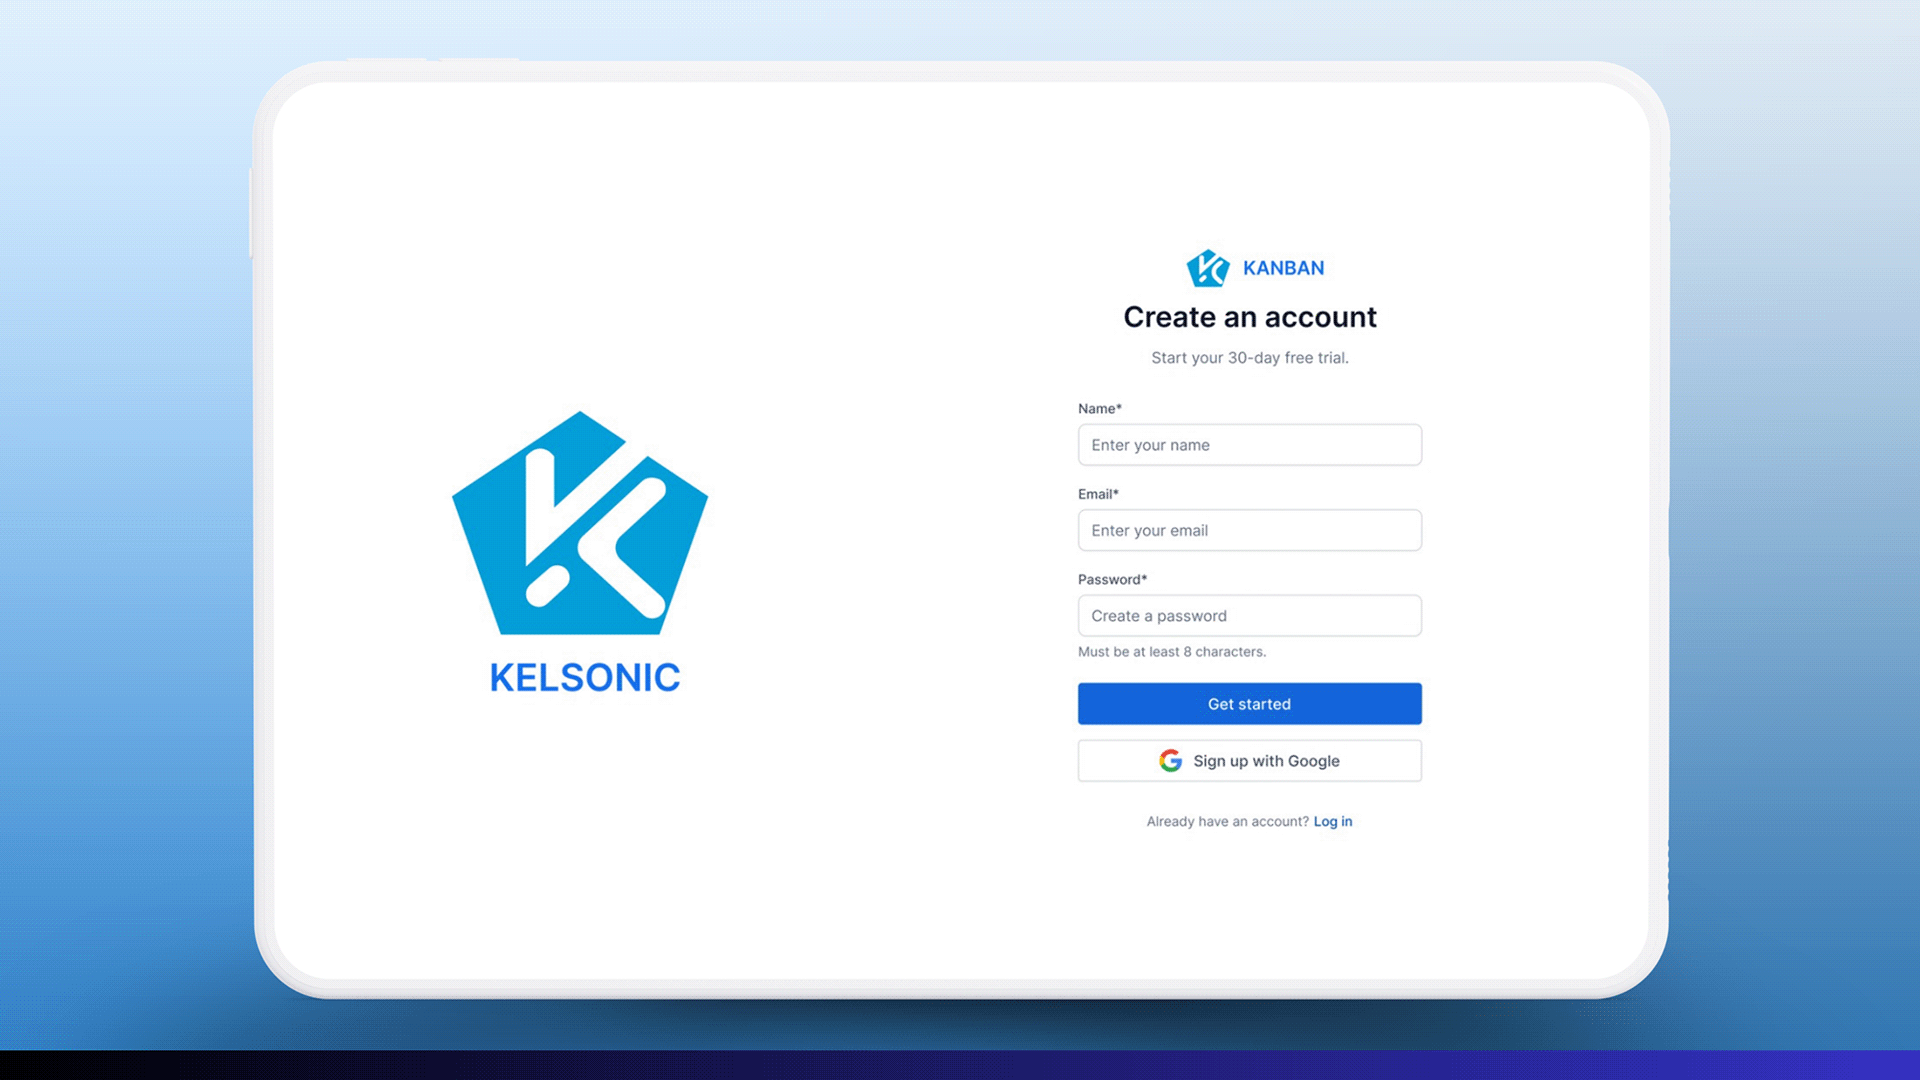 KELSONIC
KANBAN
Create an account
Start your 30-day free trial.
Name*
Enter your name
Email*
Enter your email
Password*
Create a password
Must be at least 8 characters.
Get started
Sign up with Google
Already have an account? Log in